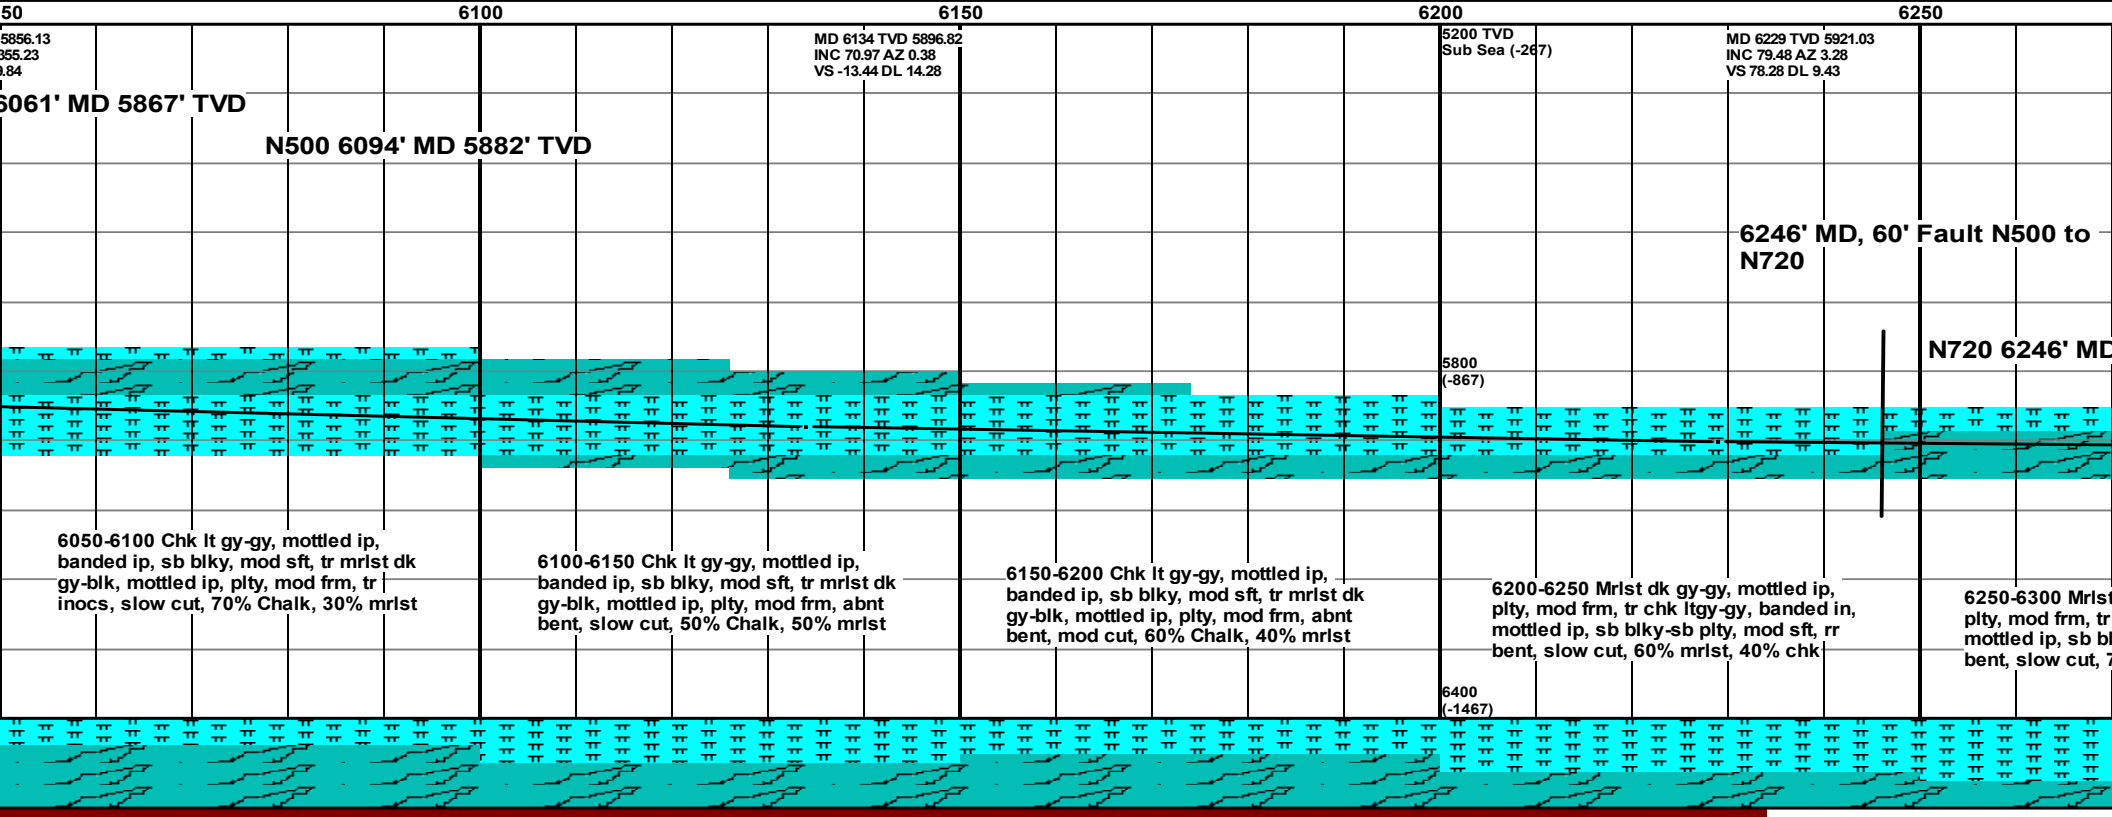 50 6100 6150 6200 6250
5856.13
355.23
9.84
MD 6134 TVD 5896.82
INC 70.97 AZ 0.38
VS -13.44 DL 14.28
5200 TVD
Sub Sea (-267)
MD 6229 TVD 5921.03
INC 79.48 AZ 3.28
VS 78.28 DL 9.43
6061' MD 5867' TVD
N500 6094' MD 5882' TVD
6246' MD, 60' Fault N500 to
N720
N720 6246' MD
5800
(-867)
6050-6100 Chk lt gy-gy, mottled ip,
banded ip, sb blky, mod sft, tr mrlst dk
gy-blk, mottled ip, plty, mod frm, tr
inocs, slow cut, 70% Chalk, 30% mrlst
6100-6150 Chk lt gy-gy, mottled ip,
banded ip, sb blky, mod sft, tr mrlst dk
gy-blk, mottled ip, plty, mod frm, abnt
bent, slow cut, 50% Chalk, 50% mrlst
6150-6200 Chk lt gy-gy, mottled ip,
banded ip, sb blky, mod sft, tr mrlst dk
gy-blk, mottled ip, plty, mod frm, abnt
bent, mod cut, 60% Chalk, 40% mrlst
6200-6250 Mrlst dk gy-gy, mottled ip,
plty, mod frm, tr chk ltgy-gy, banded in,
mottled ip, sb blky-sb plty, mod sft, rr
bent, slow cut, 60% mrlst, 40% chk
6250-6300 Mrlst
plty, mod frm, tr
mottled ip, sb bl
bent, slow cut, 7
6400
(-1467)